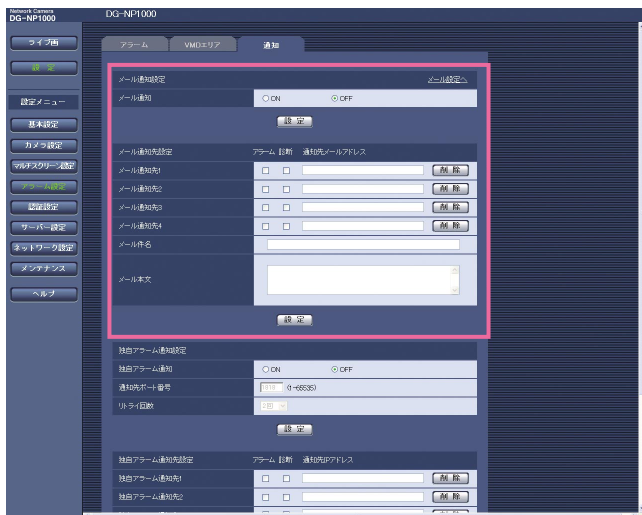 Network Camera
DG-NP1000
DG-NP1000
ライブ画
設 定
設定メニュー
基本設定
カメラ設定
マルチスクリーン設定
アラーム設定
認証設定
サーバー設定
ネットワーク設定
メンテナンス
ヘルプ
アラーム VMDエリア 通知
メール通知設定 メール設定へ
メール通知 ON OFF
設 定
メール通知先設定 アラーム 診断 通知先メールアドレス
メール通知先1 削 除
メール通知先2 削 除
メール通知先3 削 除
メール通知先4 削 除
メール件名
メール本文
設 定
独自アラーム通知設定
独自アラーム通知 ON OFF
通知先ポート番号 1818 (1-65535)
リトライ回数 2回
設 定
独自アラーム通知先設定 アラーム 診断 通知先IPアドレス
独自アラーム通知先1 削 除
独自アラーム通知先2 削 除